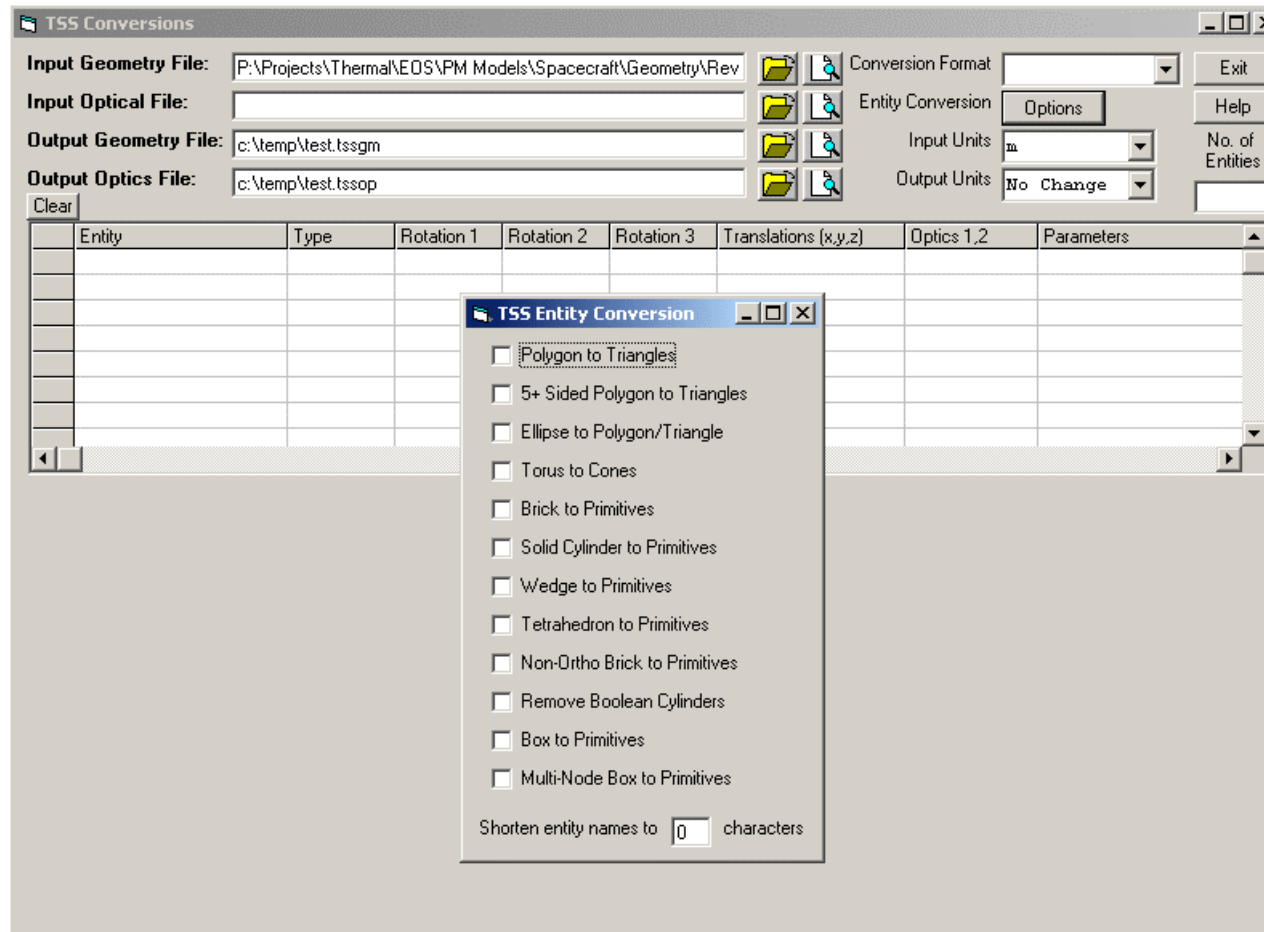 TSS Conversions
Input Geometry File: P:\Projects\Thermal\EOS\PM Models\Spacecraft\Geometry\Rev Conversion Format Exit
Input Optical File: Entity Conversion Options Help
Output Geometry File: c:\temp\test.tssgm Input Units m No. of
Entities
Output Optics File: c:\temp\test.tssop Output Units No Change
Clear
Entity Type Rotation 1 Rotation 2 Rotation 3 Translations (x,y,z) Optics 1,2 Parameters
TSS Entity Conversion
Polygon to Triangles
5+ Sided Polygon to Triangles
Ellipse to Polygon/Triangle
Torus to Cones
Brick to Primitives
Solid Cylinder to Primitives
Wedge to Primitives
Tetrahedron to Primitives
Non-Ortho Brick to Primitives
Remove Boolean Cylinders
Box to Primitives
Multi-Node Box to Primitives
Shorten entity names to 0 characters